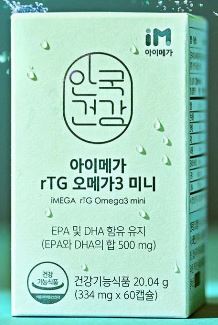 iM
아이메가
안국
건강
아이메가
rTG 오메가3 미니
iMEGA rTG Omega3 mini
EPA 및 DHA 함유 유지
(EPA와 DHA의 합 500 mg)
건강
기능식품
건강기능식품 20.04 g
(334 mg x 60캡슐)